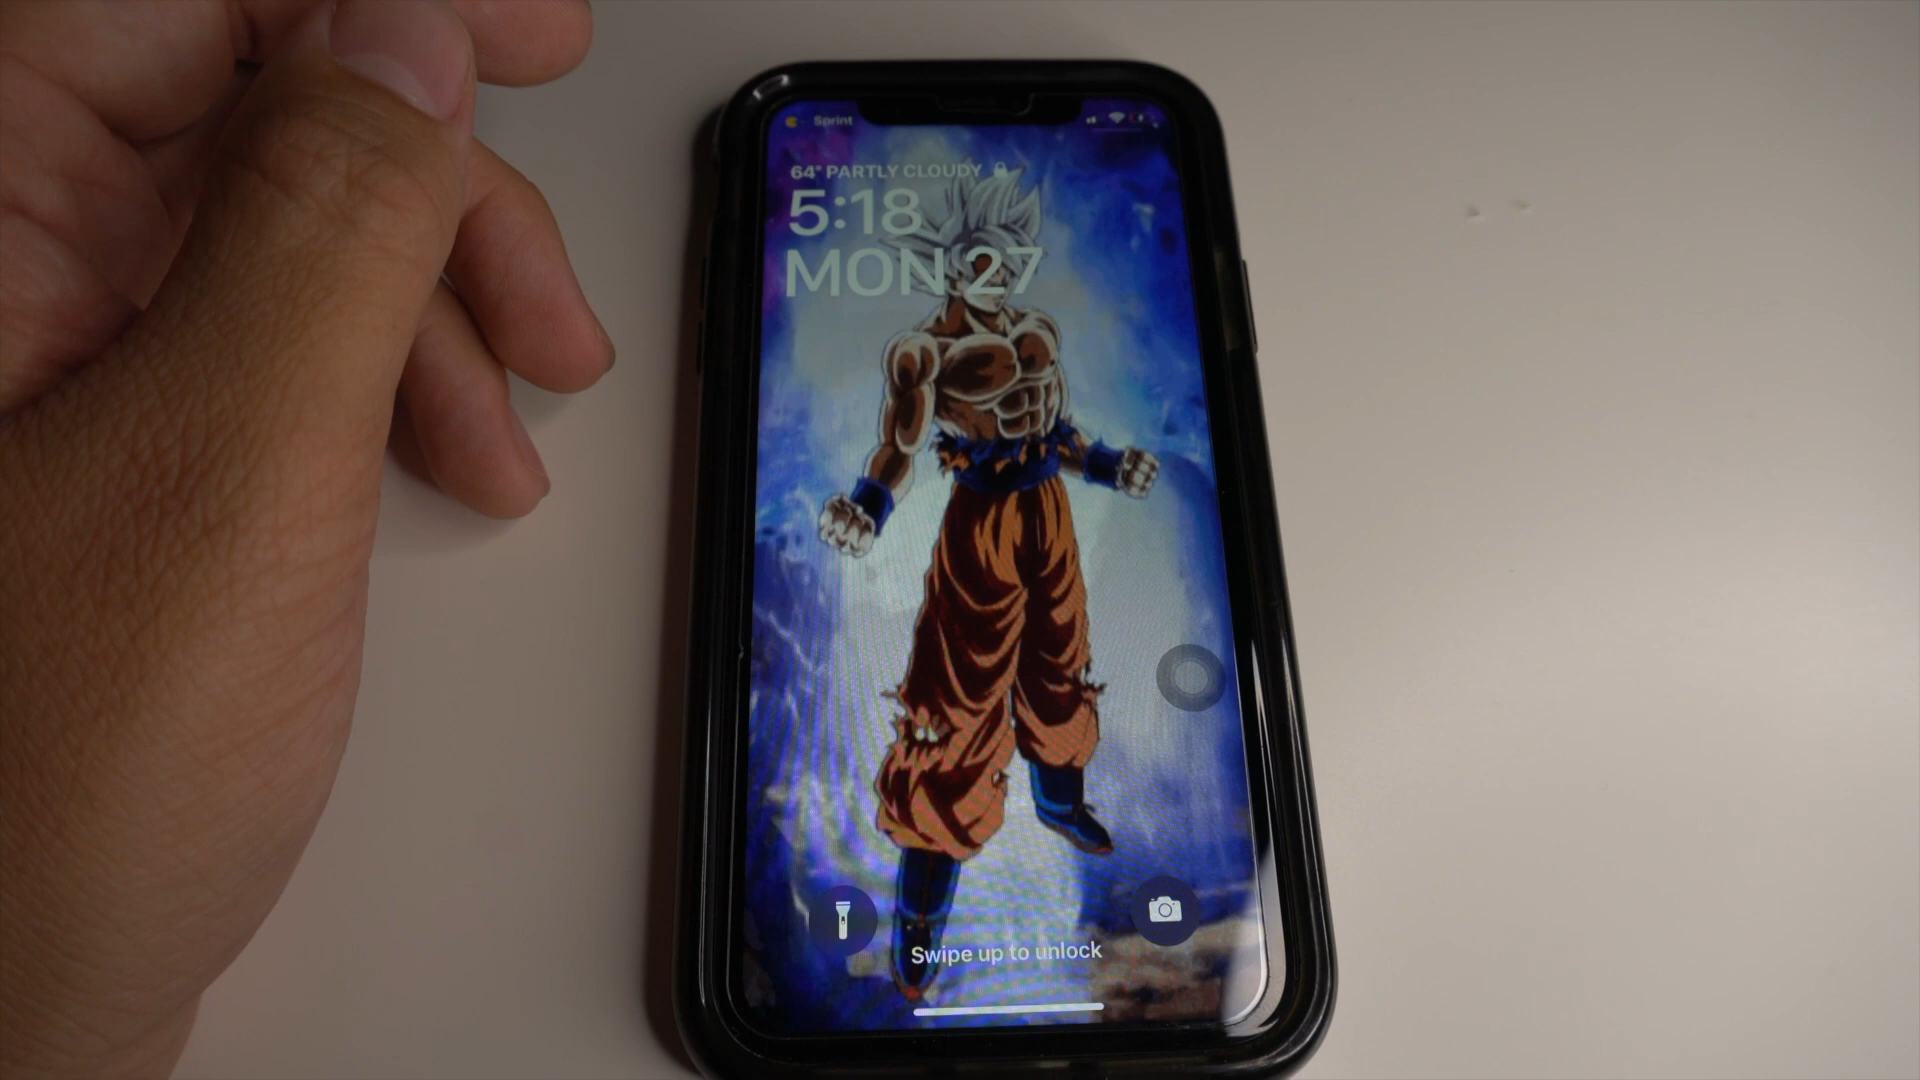 Sprint
64° PARTLY CLOUDY
5:18
MON 27
Swipe up to unlock